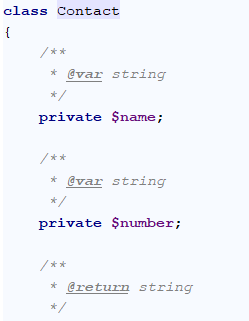 class Contact
{
/**
* @var string
*/
private $name;
/**
* @var string
*/
private $number;
/**
* @return string
*/